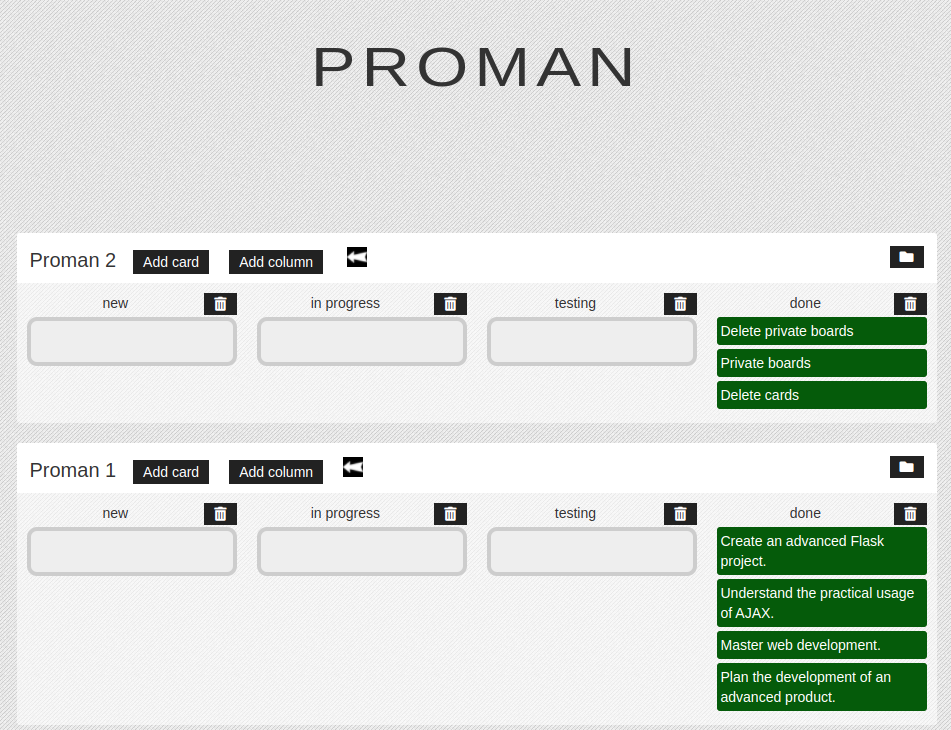 PROMAN
Proman 2 Add card Add column
new in progress testing done
Delete private boards
Private boards
Delete cards
Proman 1 Add card Add column
new in progress testing done
Create an advanced Flask
project.
Understand the practical usage
of AJAX.
Master web development.
Plan the development of an
advanced product.